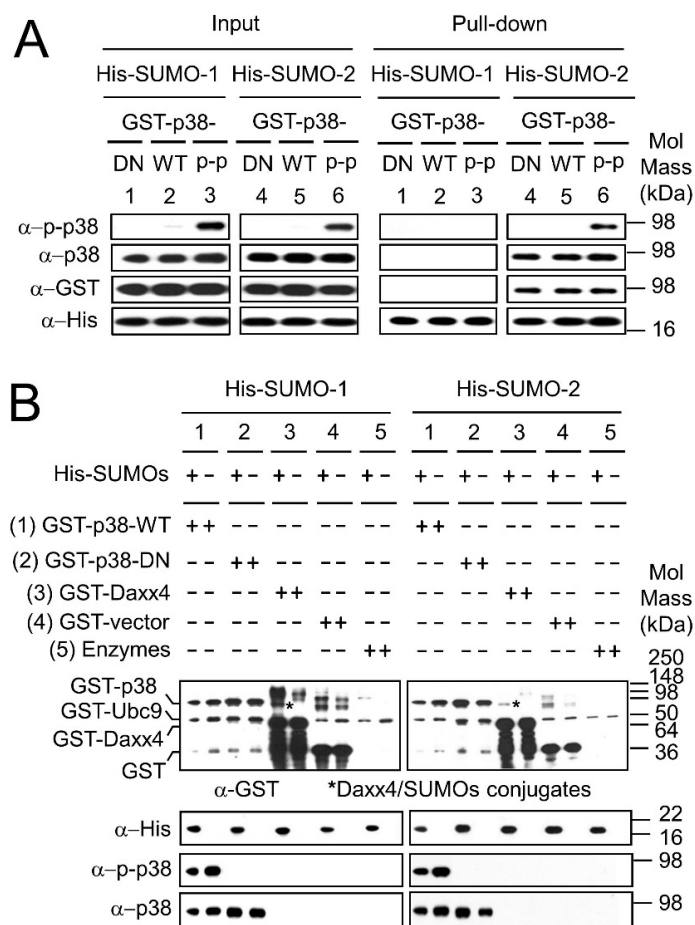 A
Input Pull-down
His-SUMO-1 His-SUMO-2 His-SUMO-1 His-SUMO-2
GST-p38- GST-p38- GST-p38- GST-p38-
Mol
Mass
(kDa)
DN WT p-p DN WT p-p DN WT p-p DN WT p-p
1 2 3 4 5 6 1 2 3 4 5 6
α–p-p38 98
α–p38 98
α–GST 98
α–His 16
B
His-SUMO-1 His-SUMO-2
1 2 3 4 5 1 2 3 4 5
His-SUMOs + – + – + – + – + – + – + – + – + – + –
(1) GST-p38-WT + + – – – – – – – – + + – – – – – – – –
(2) GST-p38-DN – – + + – – – – – – – – + + – – – – – –
(3) GST-Daxx4 – – – – + + – – – – – – – – + + – – – –
(4) GST-vector – – – – – – + + – – – – – – – – + + – –
(5) Enzymes – – – – – – – – + + – – – – – – – – + +
Mol
Mass
(kDa)
250
148
98
50
64
36
GST-p38
GST-Ubc9
GST-Daxx4
GST
* *
α-GST *Daxx4/SUMOs conjugates
α–His 22
16
α–p-p38 98
α–p38 98